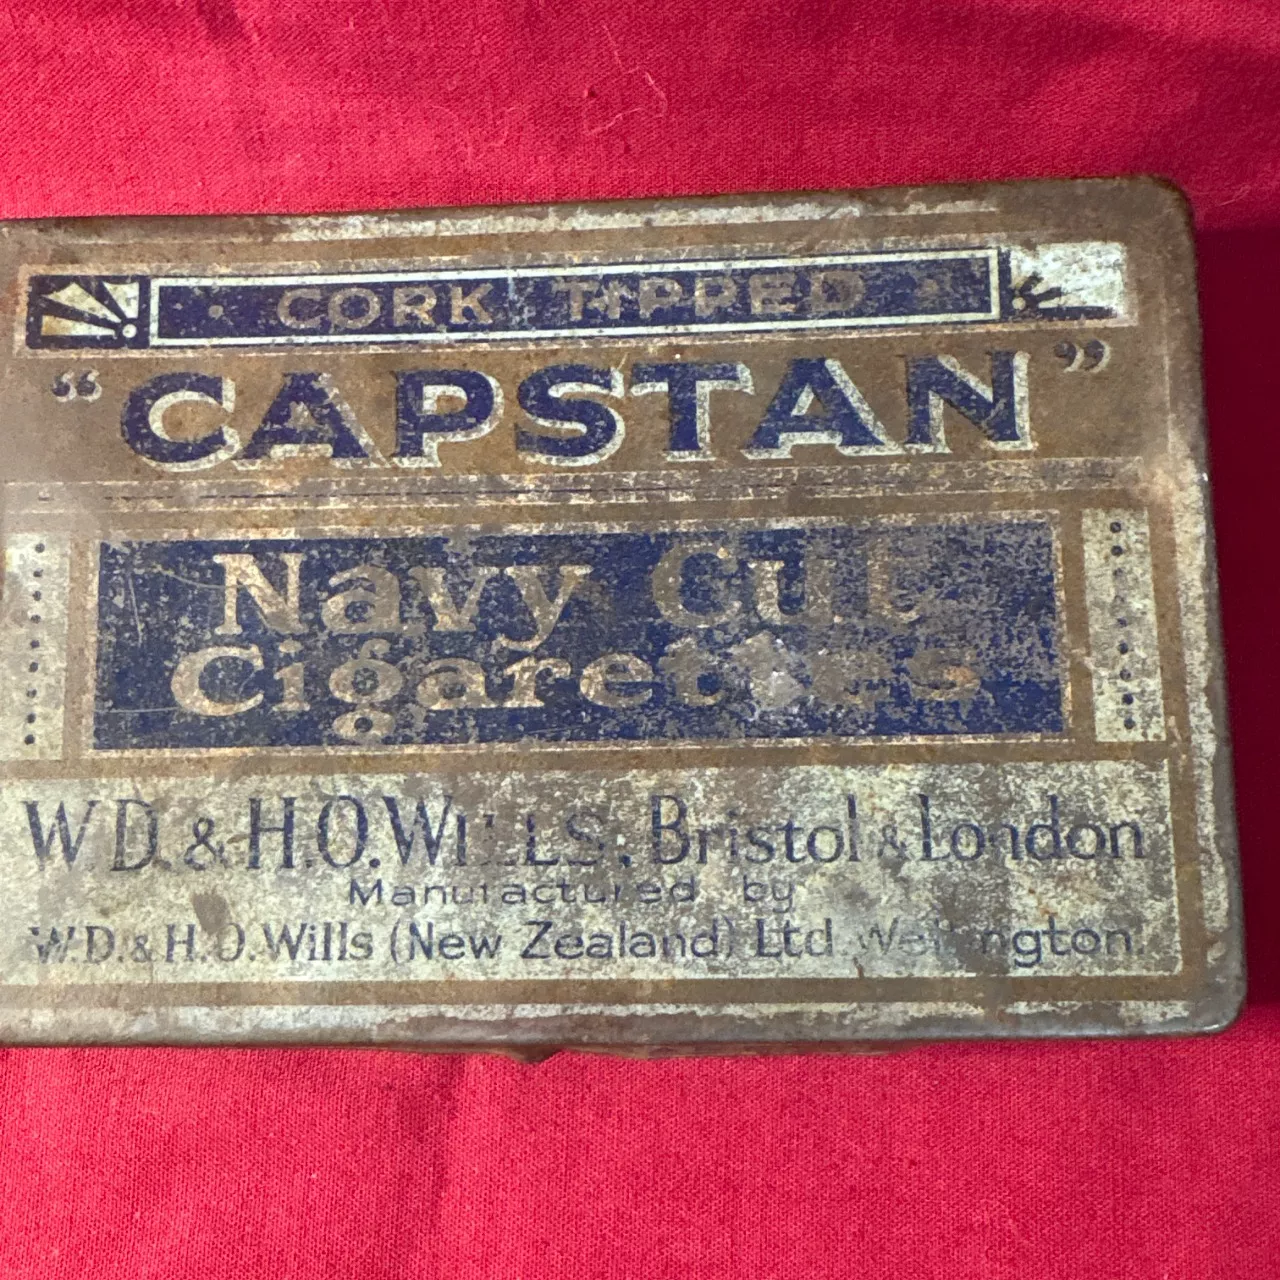 CORK TIPPED
“CAPSTAN”
Navy Cut
Cigarettes
W.D. & H.O. WILLS. Bristol & London
Manufactured by
W.D. & H.O. Wills (New Zealand) Ltd. Wellington.